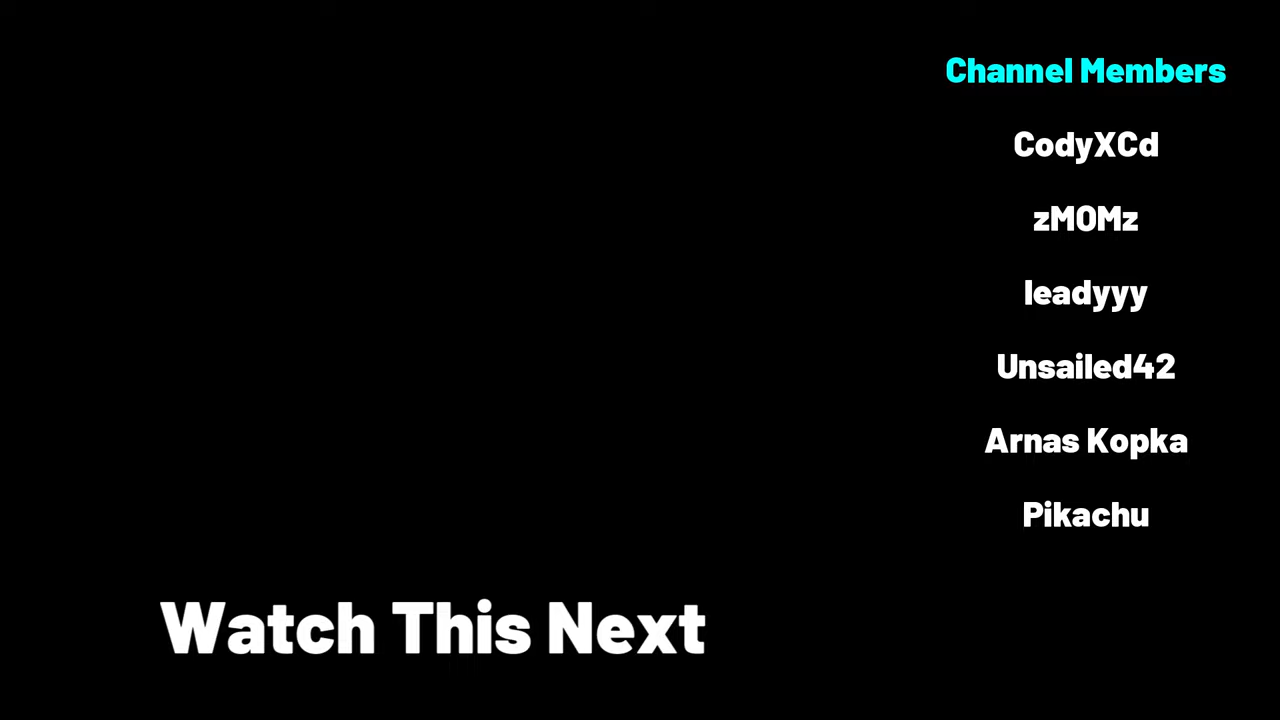 Channel Members
CodyXCd
zMOMz
leadyyy
Unsailed42
Arnas Kopka
Pikachu
Watch This Next